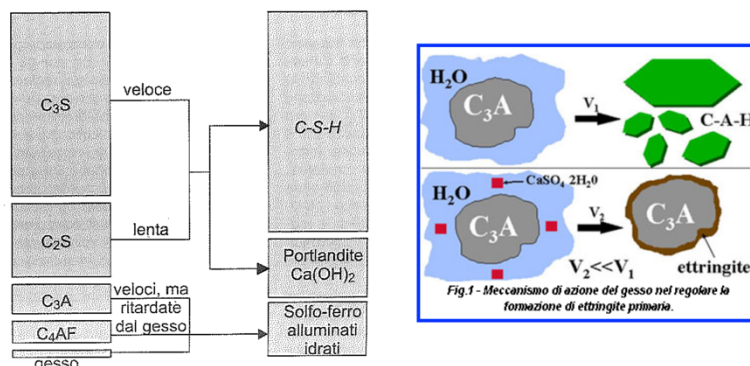 C₃S
C₂S
C₃A
C₄AF
gesso
veloce
lenta
veloci, ma
ritardate
dal gesso
C-S-H
Portlandite
Ca(OH)₂
Solfo-ferro
alluminati
idrati
H₂O
C₃A
V₁
C-A-H
CaSO₄ 2H₂0
H₂O
C₃A
V₂
C₃A
V₂<<V₁
ettringite
Fig.1 - Meccanismo di azione del gesso nel regolare la
formazione di ettringite primaria.